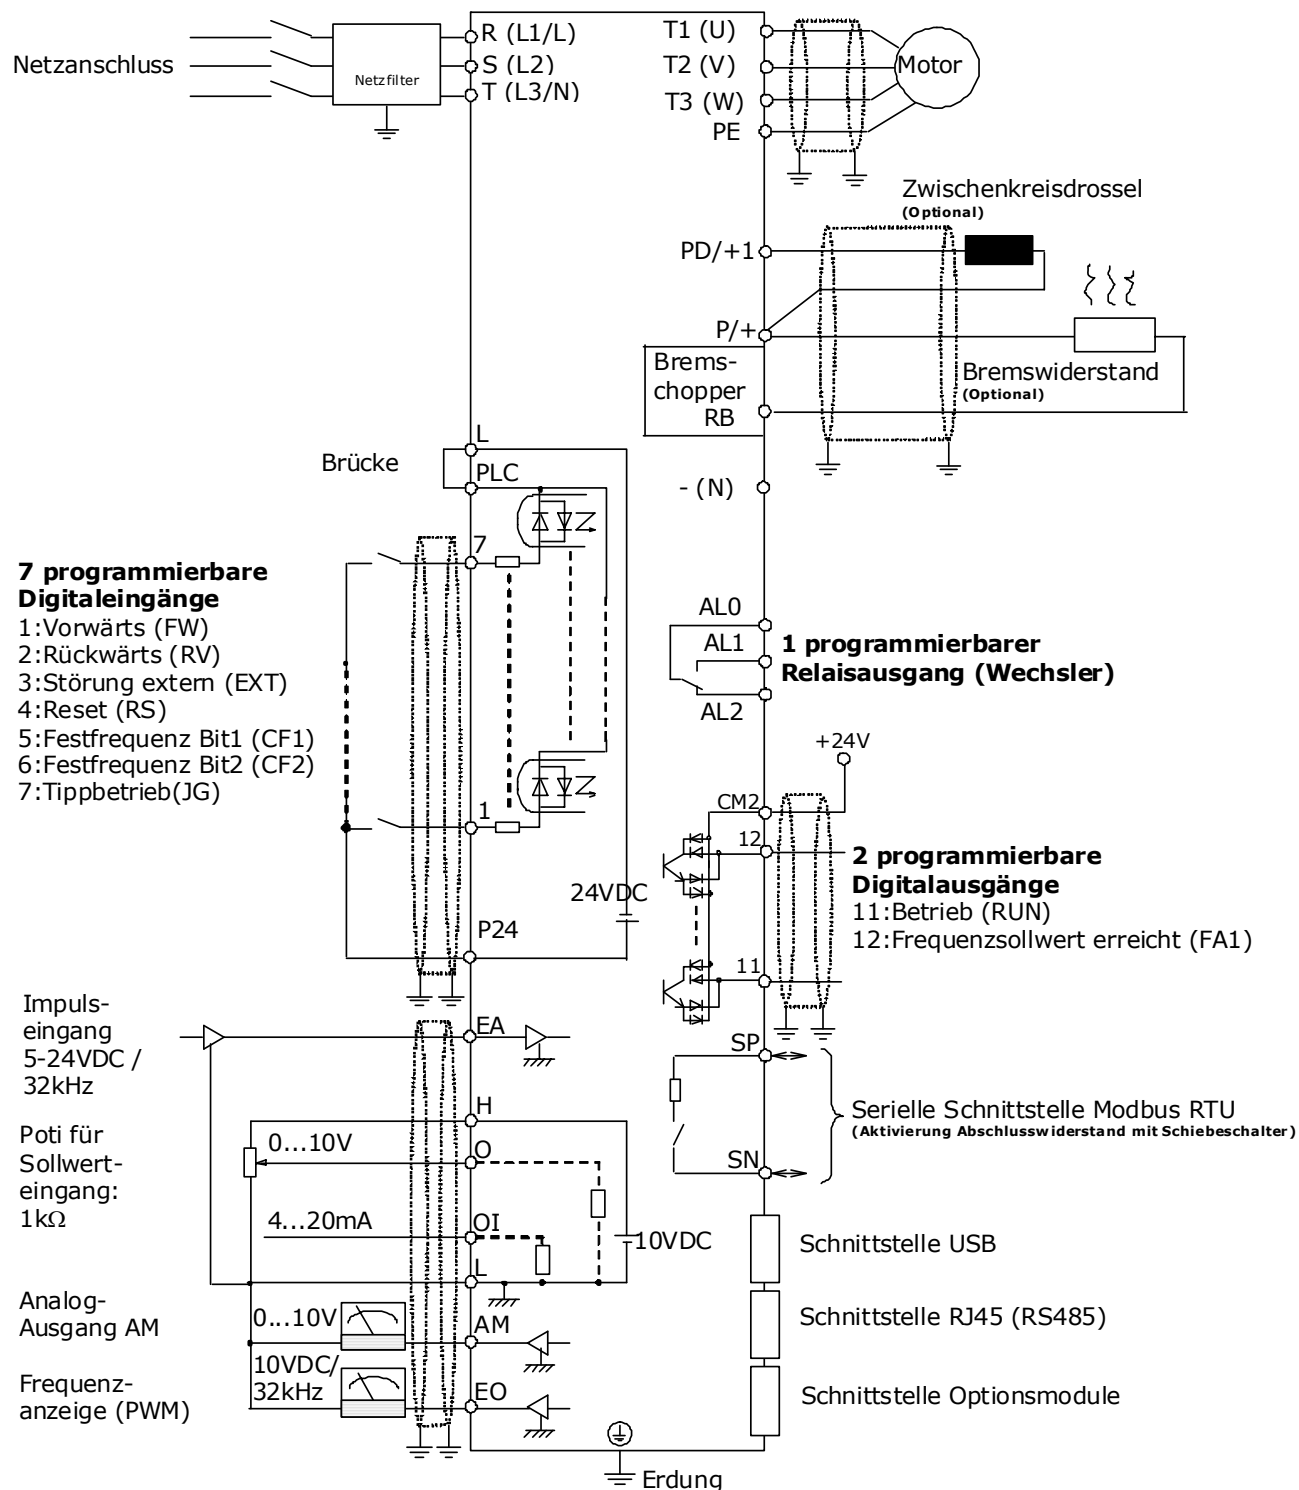 Netzanschluss
Netzfilter
R (L1/L)
S (L2)
T (L3/N)
T1 (U)
T2 (V)
T3 (W)
PE
Motor
Zwischenkreisdrossel
(Optional)
PD/+1
P/+
Brems-
chopper
RB
Bremswiderstand
(Optional)
- (N)
L
Brücke
PLC
7
7 programmierbare
Digitaleingänge
1:Vorwärts (FW)
2:Rückwärts (RV)
3:Störung extern (EXT)
4:Reset (RS)
5:Festfrequenz Bit1 (CF1)
6:Festfrequenz Bit2 (CF2)
7:Tippbetrieb(JG)
1
24VDC
P24
AL0
AL1
AL2
1 programmierbarer
Relaisausgang (Wechsler)
+24V
CM2
12
11
2 programmierbare
Digitalausgänge
11:Betrieb (RUN)
12:Frequenzsollwert erreicht (FA1)
Impuls-
eingang
5-24VDC /
32kHz
EA
SP
SN
Serielle Schnittstelle Modbus RTU
(Aktivierung Abschlusswiderstand mit Schiebeschalter)
Poti für
Sollwert-
eingang:
1kΩ
H
0...10V
O
4...20mA
OI
10VDC
L
Schnittstelle USB
Schnittstelle RJ45 (RS485)
Schnittstelle Optionsmodule
Analog-
Ausgang AM
0...10V
AM
Frequenz-
anzeige (PWM)
10VDC/
32kHz
EO
Erdung